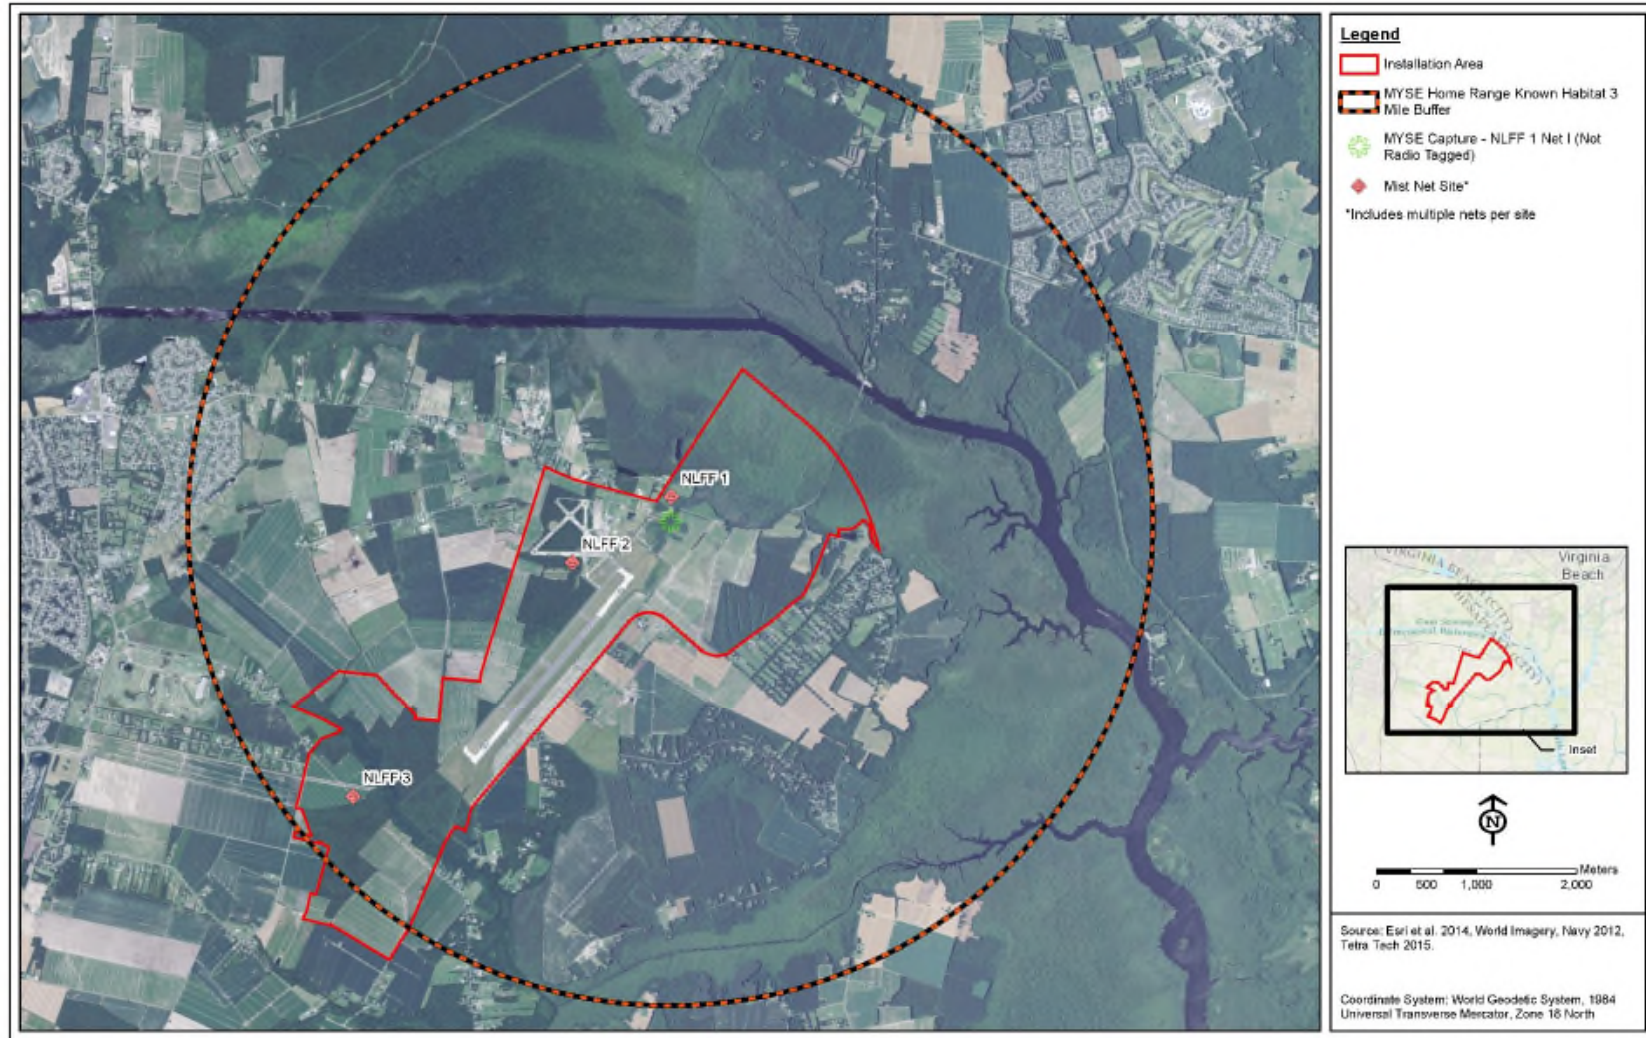 Legend
Installation Area
MYSE Home Range Known Habitat 3
Mile Buffer
MYSE Capture - NLFF 1 Net I (Not
Radio Tagged)
Mist Net Site*
*Includes multiple nets per site
NLFF 1
NLFF 2
NLFF 3
Virginia
Beach
Inset
N
Meters
0 500 1,000 2,000
Source: Esri et al. 2014, World Imagery, Navy 2012,
Tetra Tech 2015.
Coordinate System: World Geodetic System, 1984
Universal Transverse Mercator, Zone 18 North